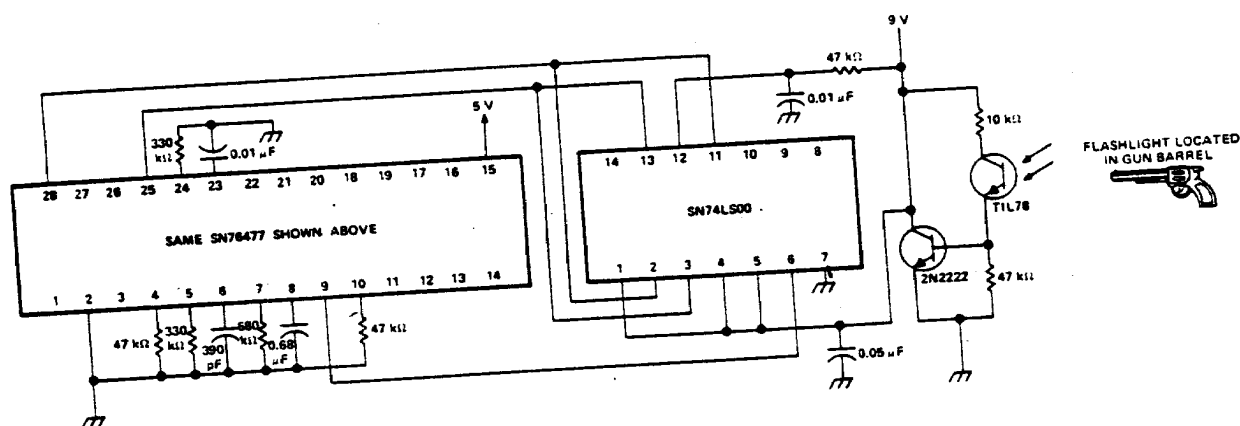 9 V
47 kΩ
0.01 µF
10 kΩ
FLASHLIGHT LOCATED
IN GUN BARREL
TIL78
2N2222
47 kΩ
0.05 µF
5 V
330
kΩ
0.01 µF
28 27 26 25 24 23 22 21 20 18 19 17 16 15
SAME SN76477 SHOWN ABOVE
1 2 3 4 5 6 7 8 9 10 11 12 13 14
14 13 12 11 10 9 8
SN74LS00
1 2 3 4 5 6 7
47 kΩ
330
kΩ
390
pF
680
kΩ
0.68
µF
47 kΩ